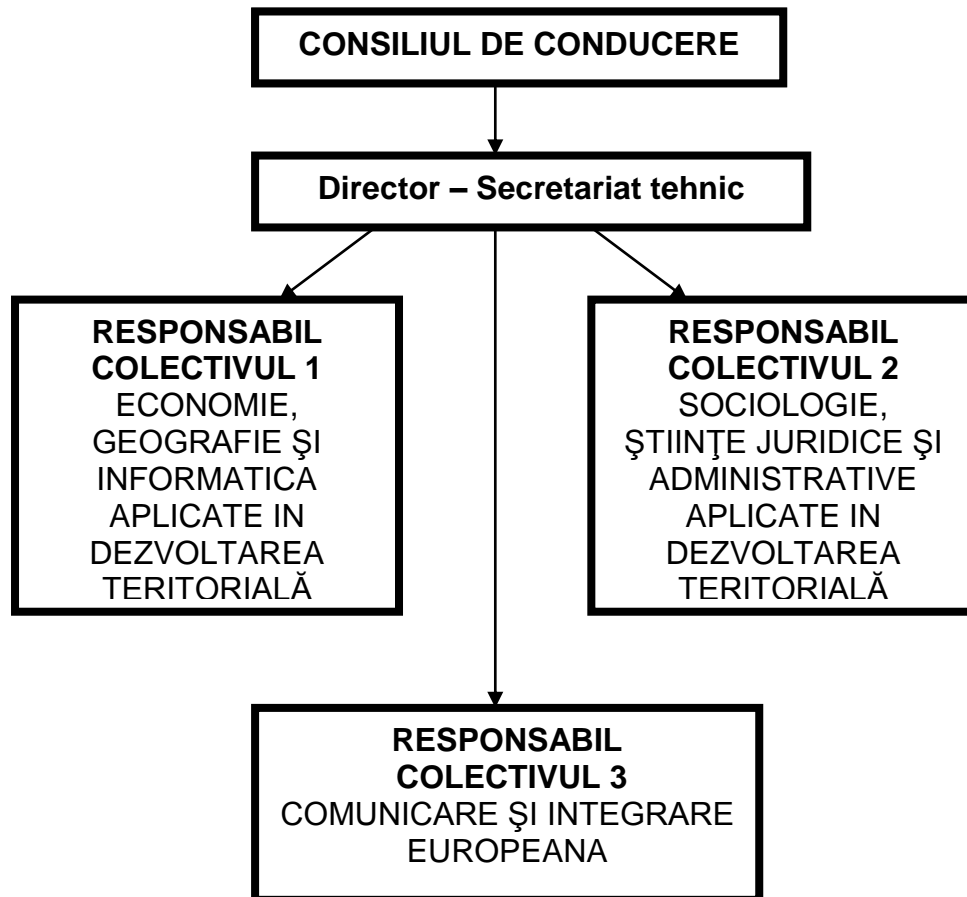 CONSILIUL DE CONDUCERE
Director – Secretariat tehnic
RESPONSABIL
COLECTIVUL 1
ECONOMIE,
GEOGRAFIE ŞI
INFORMATICA
APLICATE IN
DEZVOLTAREA
TERITORIALĂ
RESPONSABIL
COLECTIVUL 2
SOCIOLOGIE,
ŞTIINŢE JURIDICE ŞI
ADMINISTRATIVE
APLICATE IN
DEZVOLTAREA
TERITORIALĂ
RESPONSABIL
COLECTIVUL 3
COMUNICARE ŞI INTEGRARE
EUROPEANA